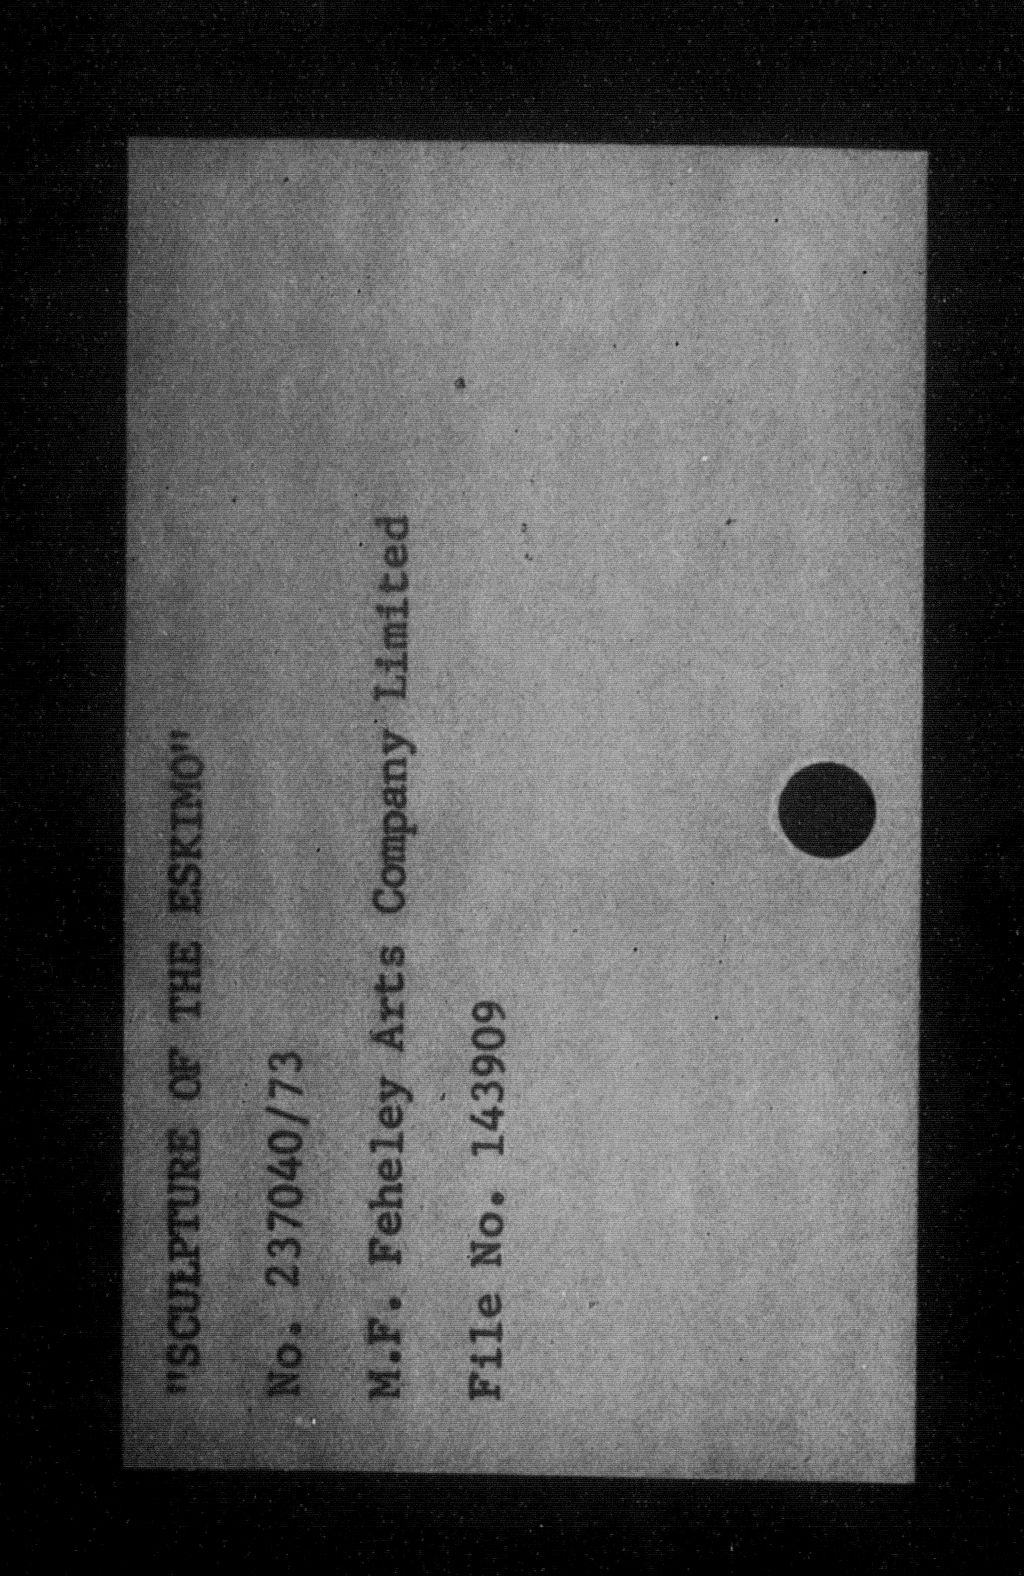 "SCULPTURE OF THE ESKIMO"
No. 237040/73
M.F. Feheley Arts Company Limited
File No. 143909